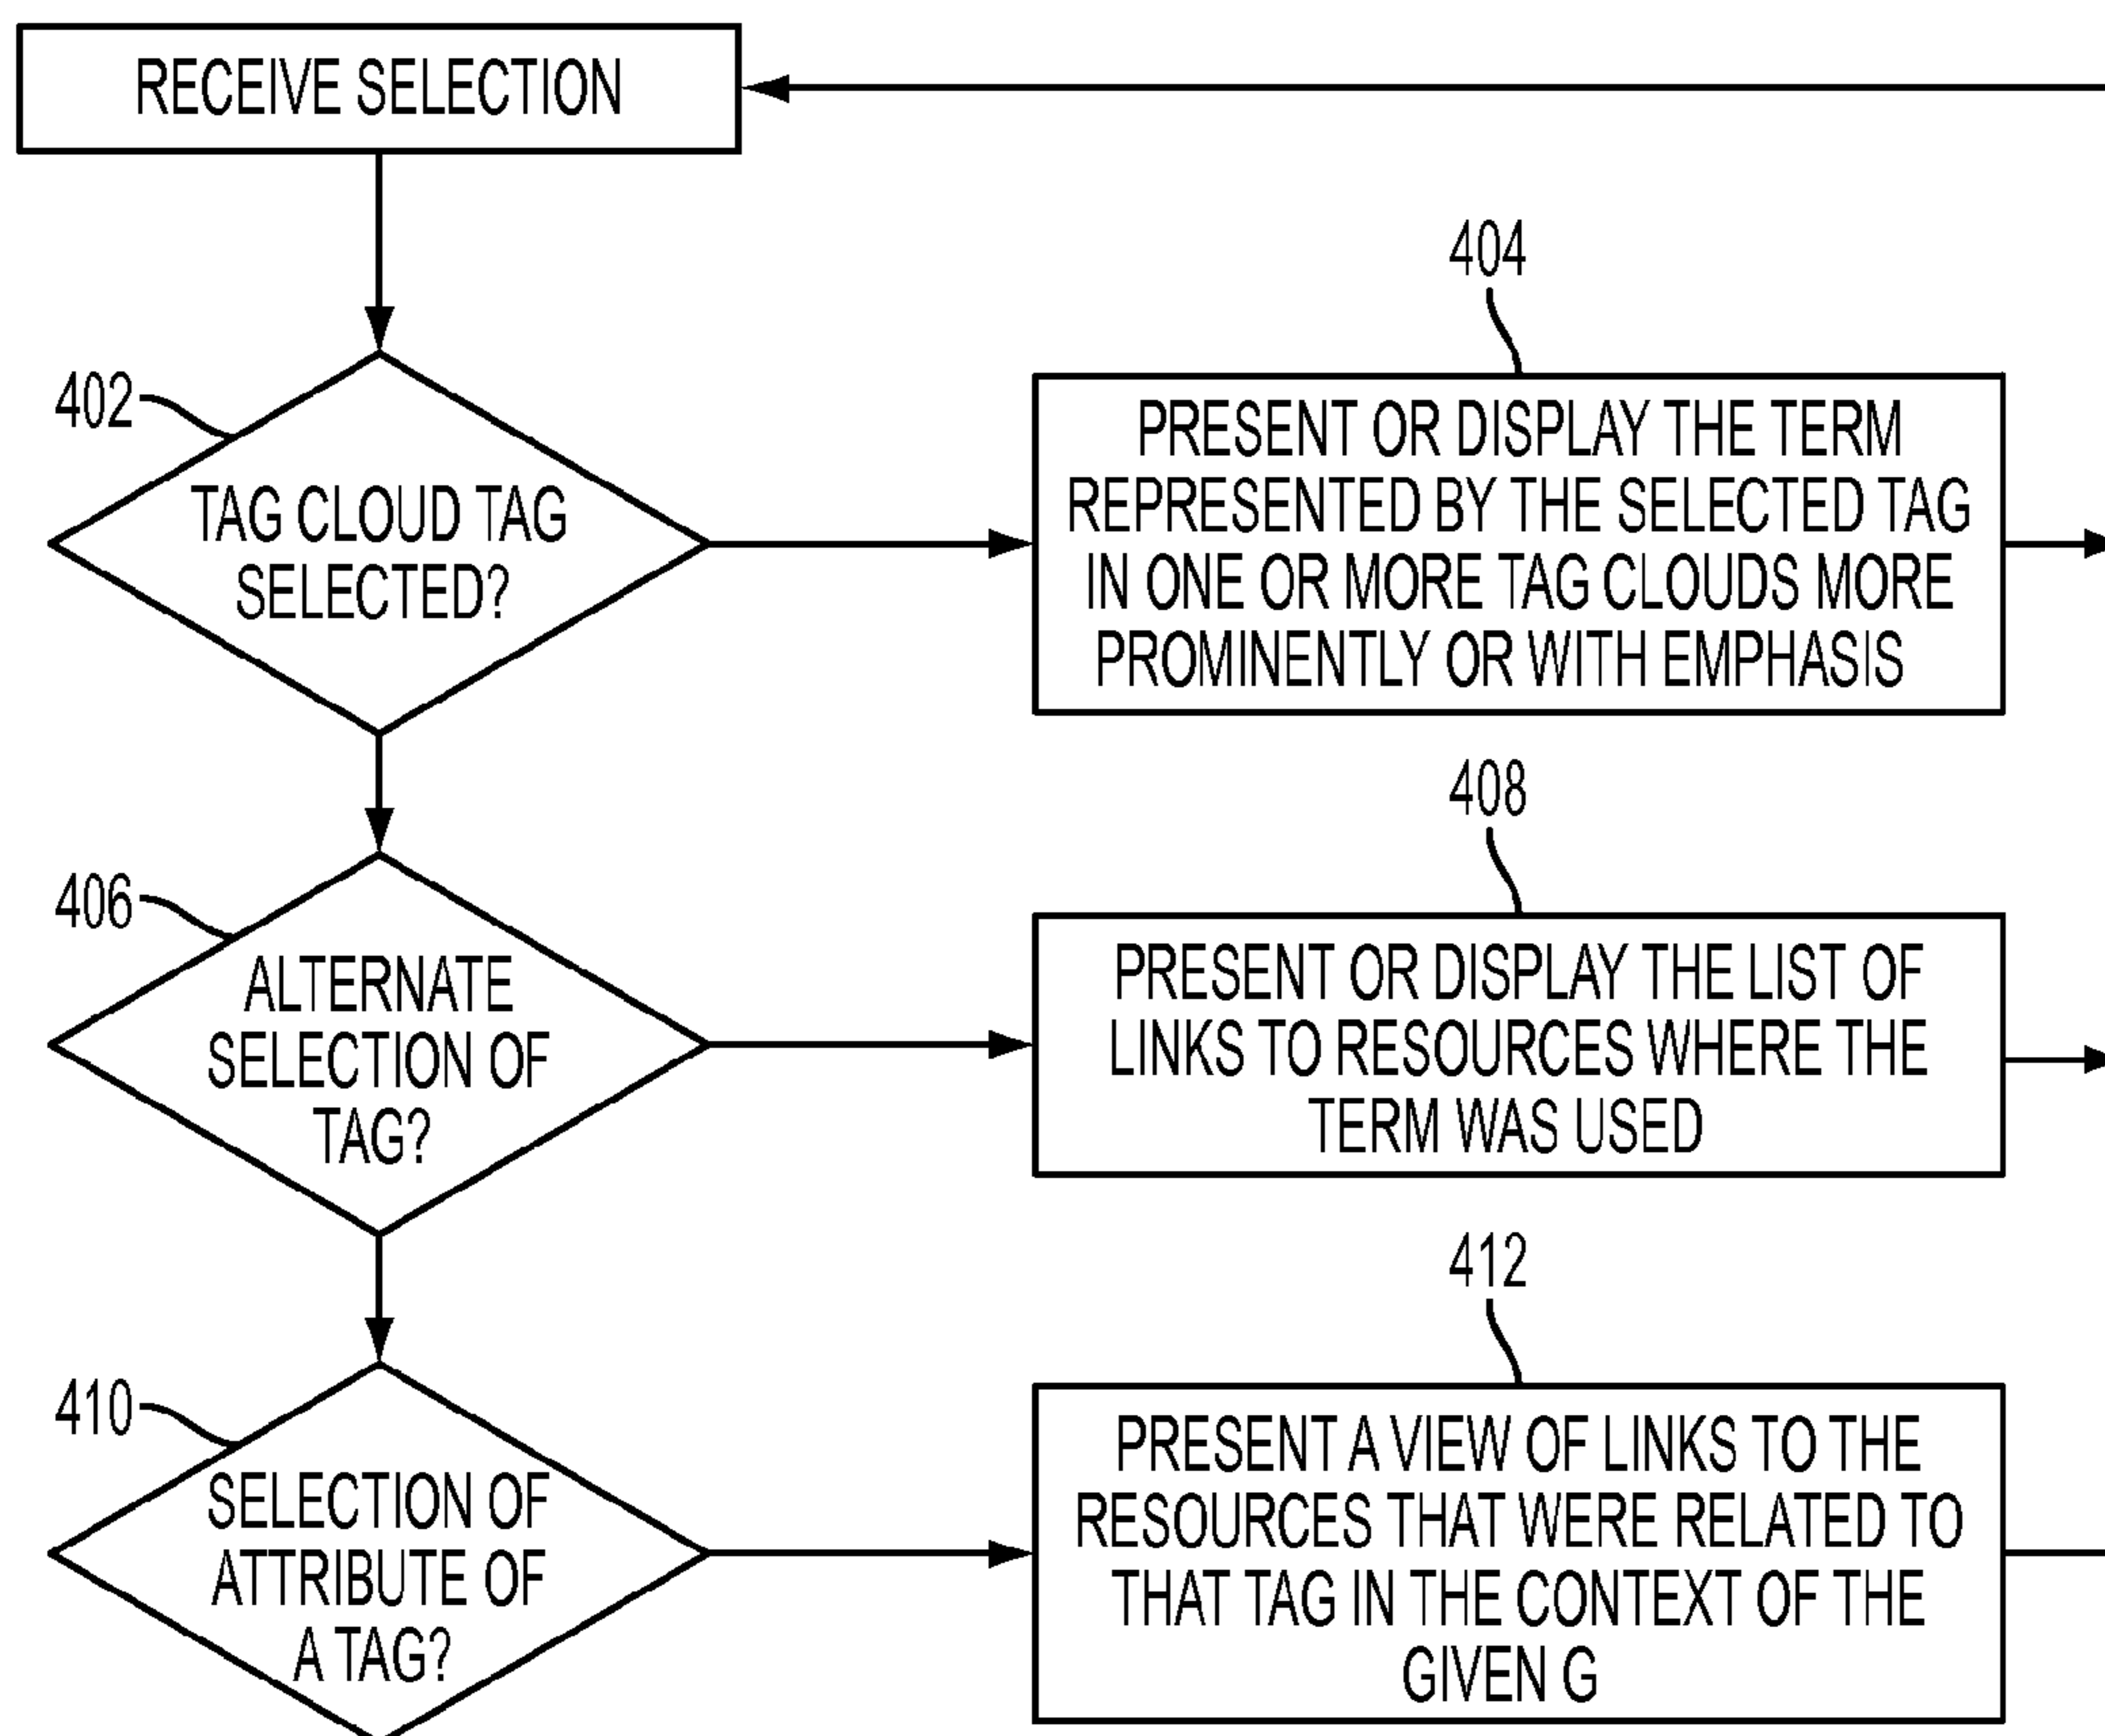 RECEIVE SELECTION
402
TAG CLOUD TAG
SELECTED?
404
PRESENT OR DISPLAY THE TERM
REPRESENTED BY THE SELECTED TAG
IN ONE OR MORE TAG CLOUDS MORE
PROMINENTLY OR WITH EMPHASIS
406
ALTERNATE
SELECTION OF
TAG?
408
PRESENT OR DISPLAY THE LIST OF
LINKS TO RESOURCES WHERE THE
TERM WAS USED
410
SELECTION OF
ATTRIBUTE OF
A TAG?
412
PRESENT A VIEW OF LINKS TO THE
RESOURCES THAT WERE RELATED TO
THAT TAG IN THE CONTEXT OF THE
GIVEN G